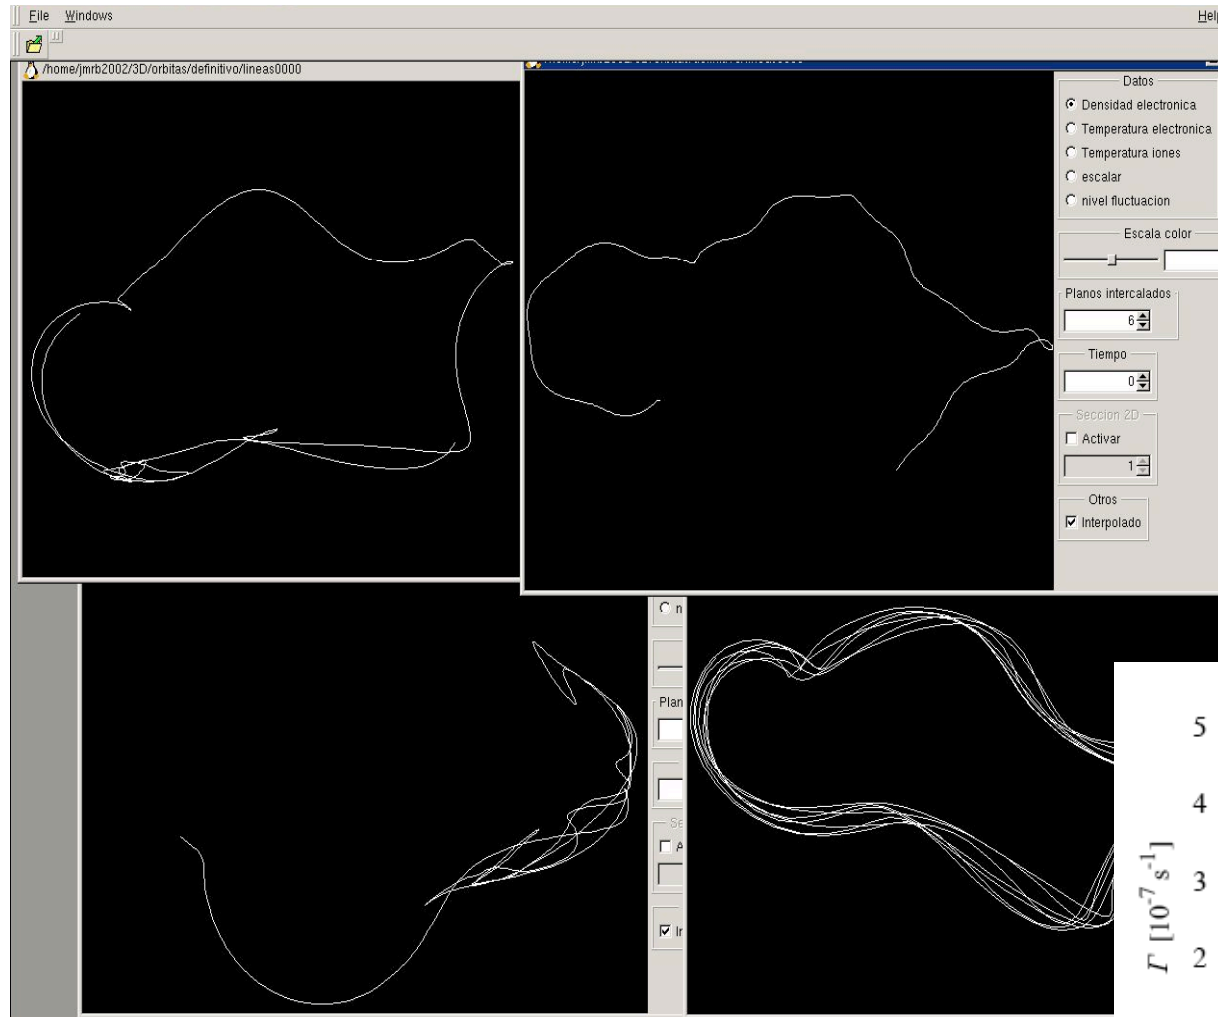 File Windows Help
/home/jmrb2002/3D/orbitas/definitivo/lineas0000
Datos
Densidad electronica
Temperatura electronica
Temperatura iones
escalar
nivel fluctuacion
Escala color
Planos intercalados
6
Tiempo
0
Seccion 2D
Activar
1
Otros
Interpolado
n
Plan
Se
A
Ir
5
4
3
2
Γ [10⁻⁷ s⁻¹]